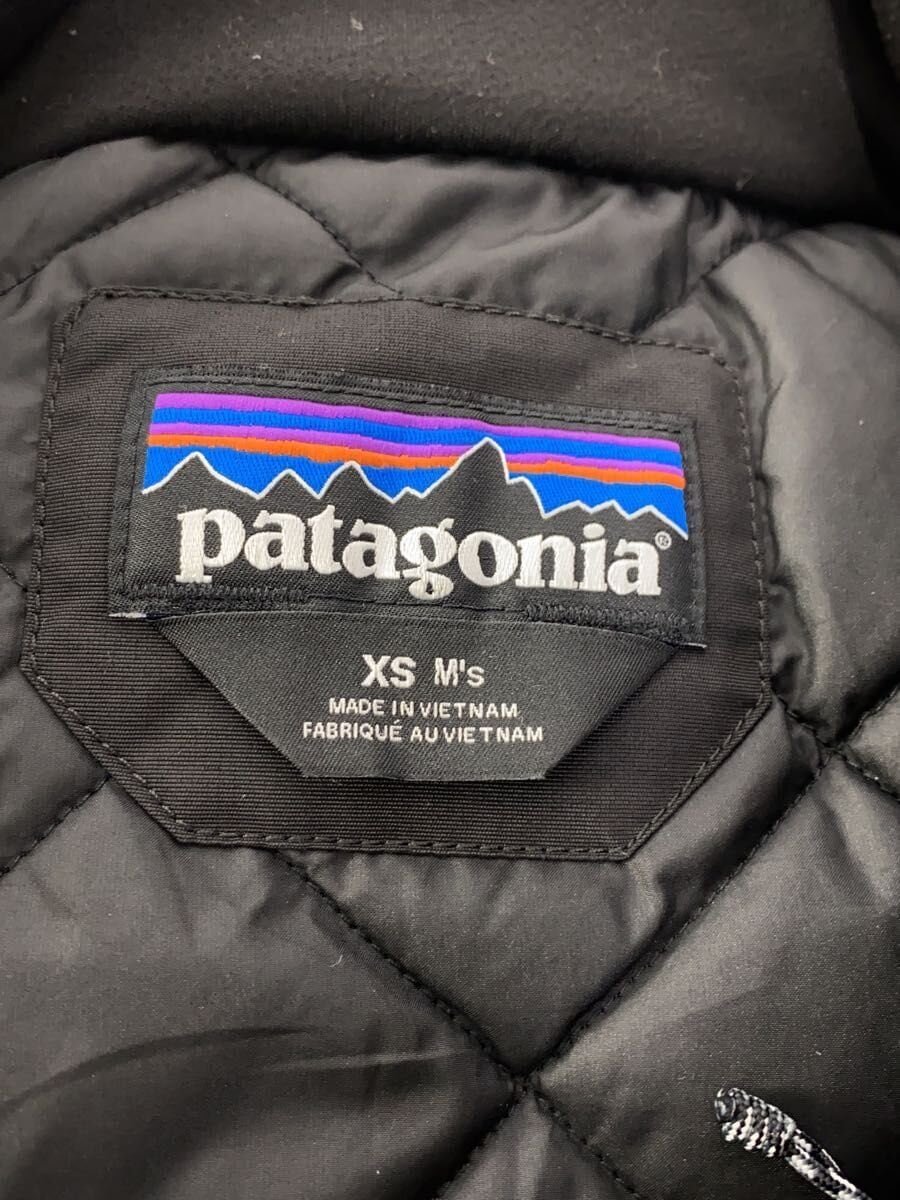 patagonia®
XS M's
MADE IN VIETNAM
FABRIQUÉ AU VIETNAM